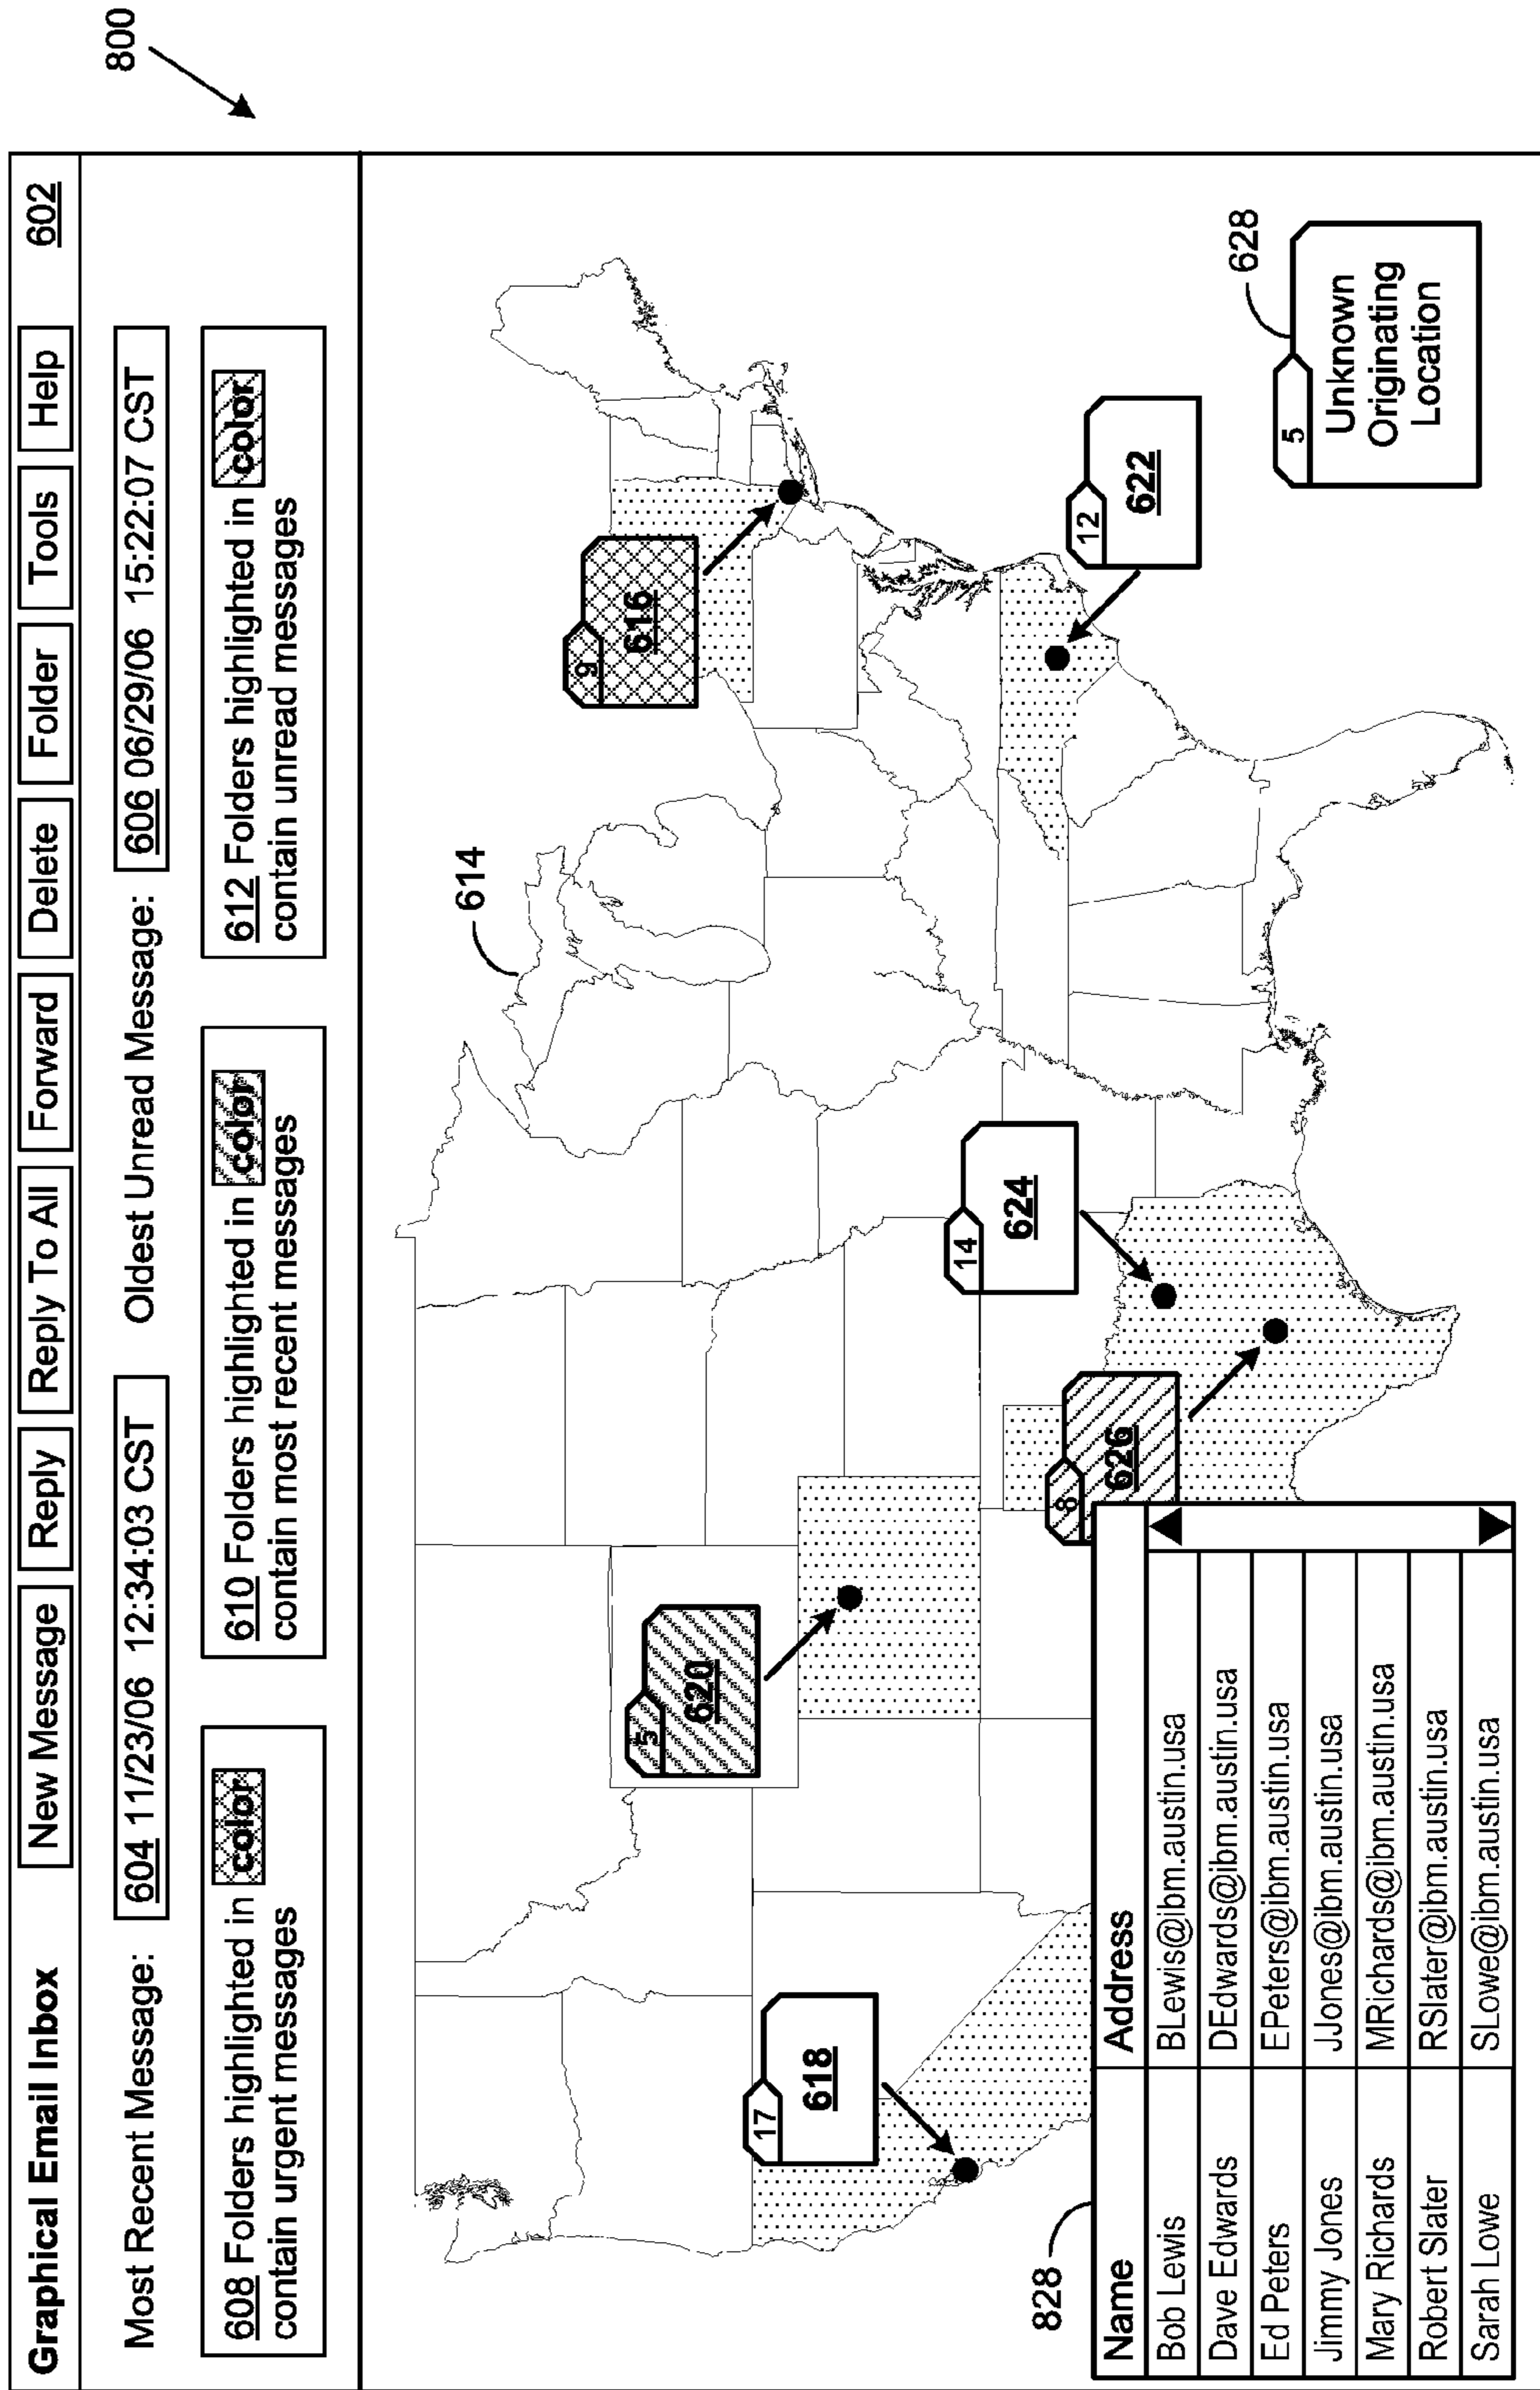 800
Graphical Email Inbox New Message Reply Reply To All Forward Delete Folder Tools Help 602
Most Recent Message: 604 11/23/06 12:34:03 CST Oldest Unread Message: 606 06/29/06 15:22:07 CST
608 Folders highlighted in color
contain urgent messages
610 Folders highlighted in color
contain most recent messages
612 Folders highlighted in color
contain unread messages
614
9
616
5
620
17
618
14
624
12
622
8
626
628
5
Unknown
Originating
Location
828
Name Address
Bob Lewis BLewis@ibm.austin.usa
Dave Edwards DEdwards@ibm.austin.usa
Ed Peters EPeters@ibm.austin.usa
Jimmy Jones JJones@ibm.austin.usa
Mary Richards MRichards@ibm.austin.usa
Robert Slater RSlater@ibm.austin.usa
Sarah Lowe SLowe@ibm.austin.usa